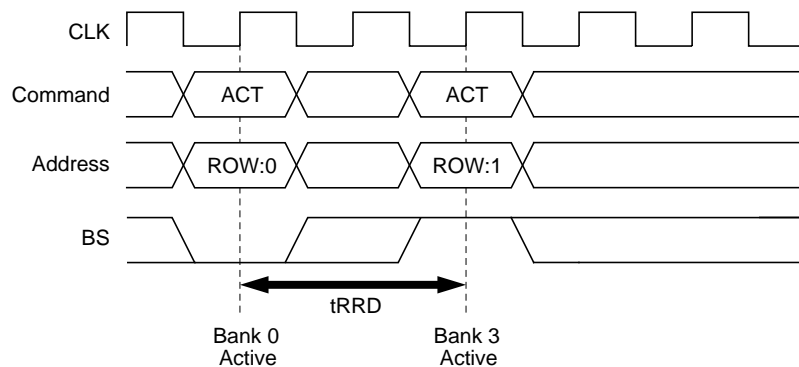 CLK
Command ACT ACT
Address ROW:0 ROW:1
BS
tRRD
Bank 0 Bank 3
Active Active